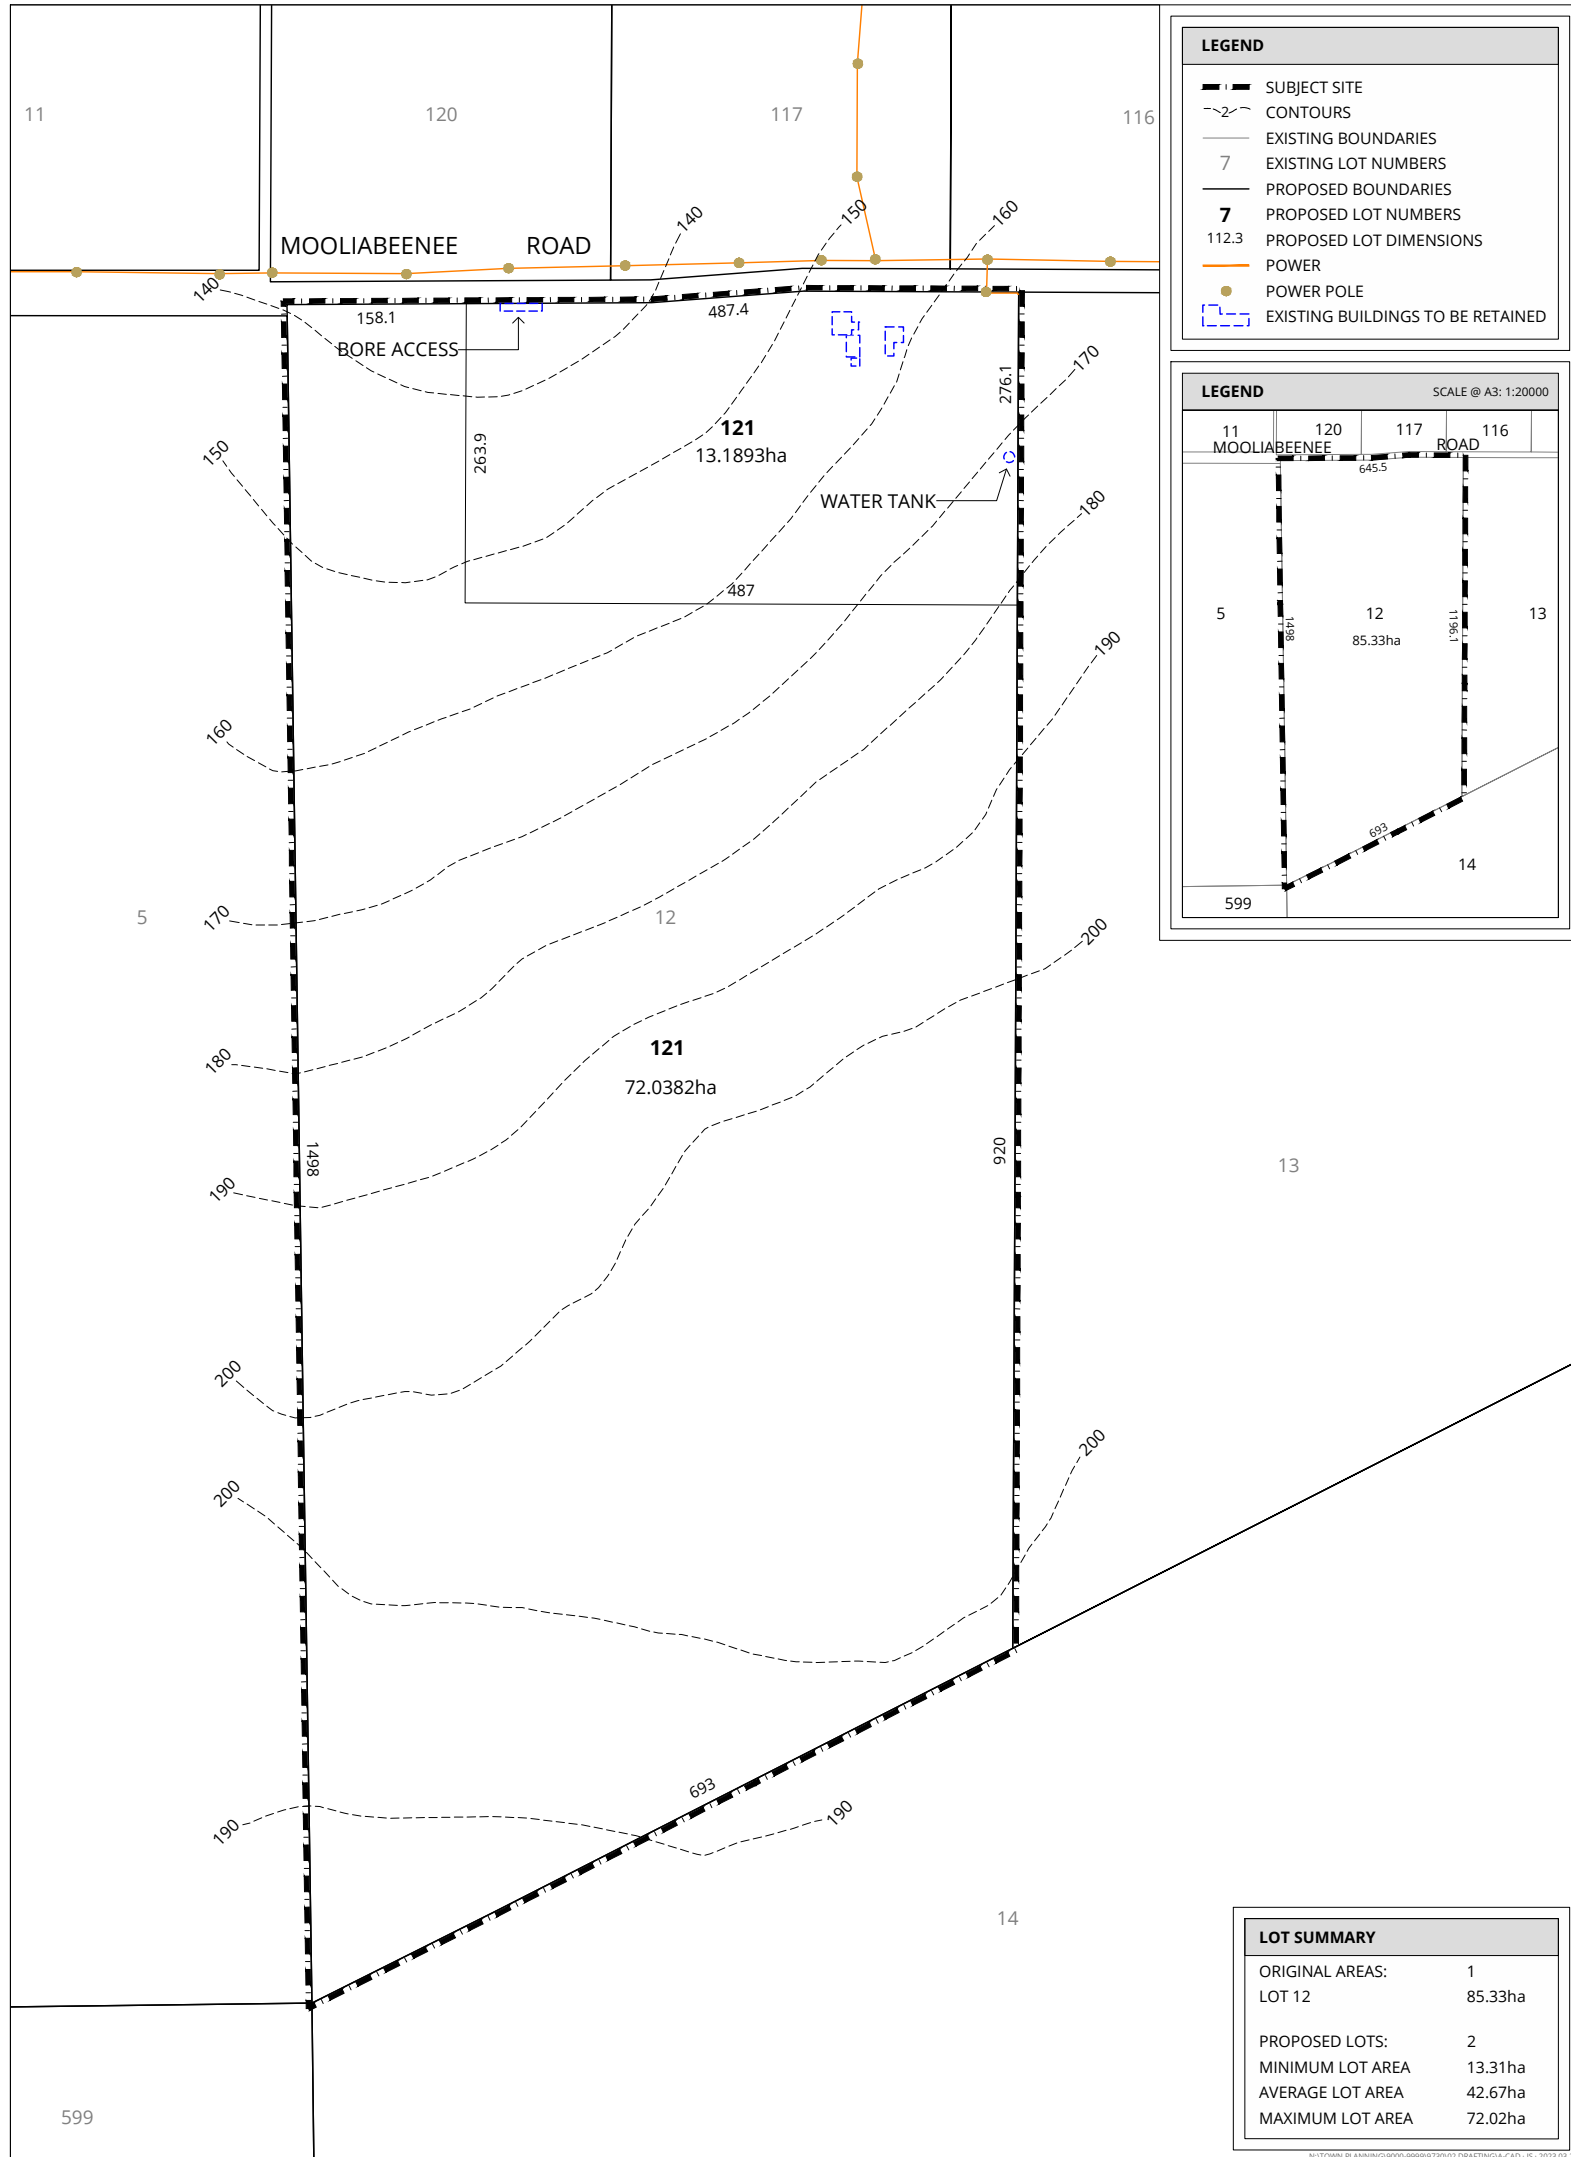 11
120
117
116
MOOLIABEENEE ROAD
140
150
160
140
158.1
487.4
BORE ACCESS
276.1
170
263.9
121
13.1893ha
150
WATER TANK
180
487
190
160
5
170
12
200
180
121
72.0382ha
1498
920
13
190
200
200
200
693
190
190
14
599
LEGEND
SUBJECT SITE
2 CONTOURS
EXISTING BOUNDARIES
7 EXISTING LOT NUMBERS
PROPOSED BOUNDARIES
7 PROPOSED LOT NUMBERS
112.3 PROPOSED LOT DIMENSIONS
POWER
POWER POLE
EXISTING BUILDINGS TO BE RETAINED
LEGEND SCALE @ A3: 1:20000
11 120 117 116
MOOLIABEENEE ROAD
645.5
5
12
13
1498
85.33ha
1196.1
693
14
599
LOT SUMMARY
ORIGINAL AREAS: 1
LOT 12 85.33ha
PROPOSED LOTS: 2
MINIMUM LOT AREA 13.31ha
AVERAGE LOT AREA 42.67ha
MAXIMUM LOT AREA 72.02ha